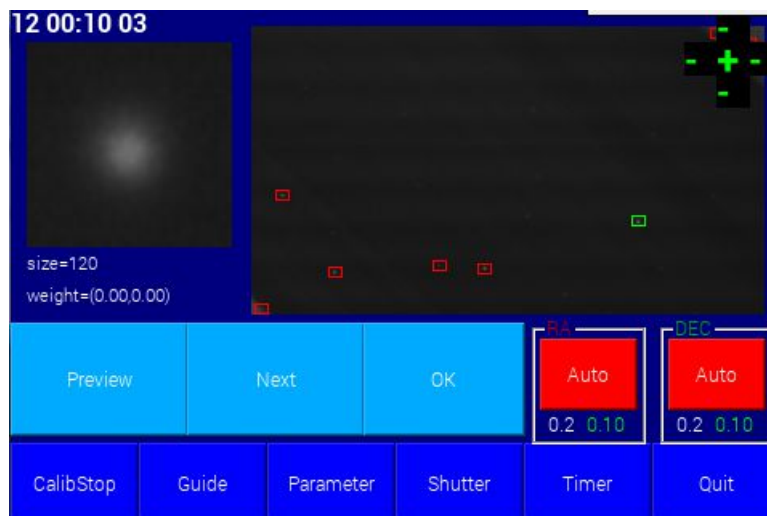 12 00:10 03
size=120
weight=(0.00,0.00)
RA
DEC
Preview
Next
OK
Auto
Auto
0.2 0.10
0.2 0.10
CalibStop
Guide
Parameter
Shutter
Timer
Quit